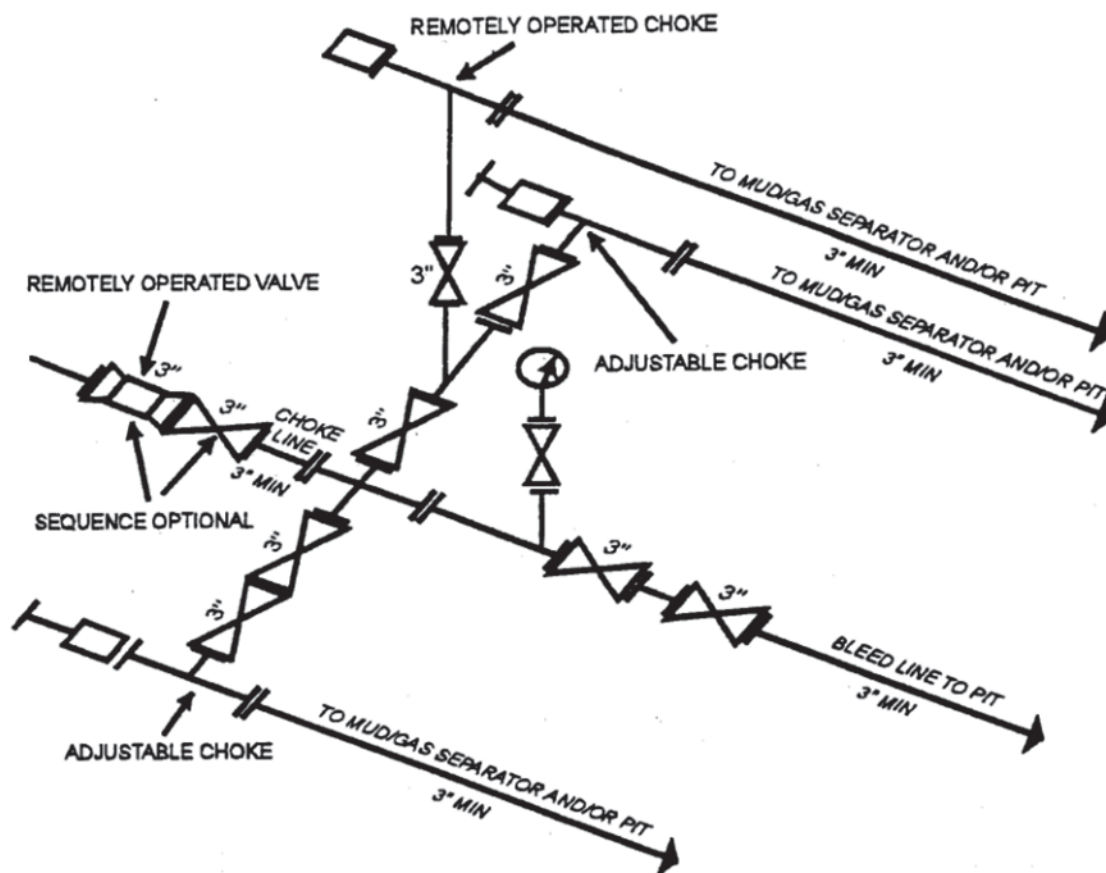 REMOTELY OPERATED CHOKE
TO MUD/GAS SEPARATOR AND/OR PIT
3" MIN
3"
3"
TO MUD/GAS SEPARATOR AND/OR PIT
3" MIN
REMOTELY OPERATED VALVE
ADJUSTABLE CHOKE
3"
3"
CHOKE
LINE
3" MIN
3"
SEQUENCE OPTIONAL
3"
3"
3"
3"
BLEED LINE TO PIT
3" MIN
ADJUSTABLE CHOKE
TO MUD/GAS SEPARATOR AND/OR PIT
3" MIN